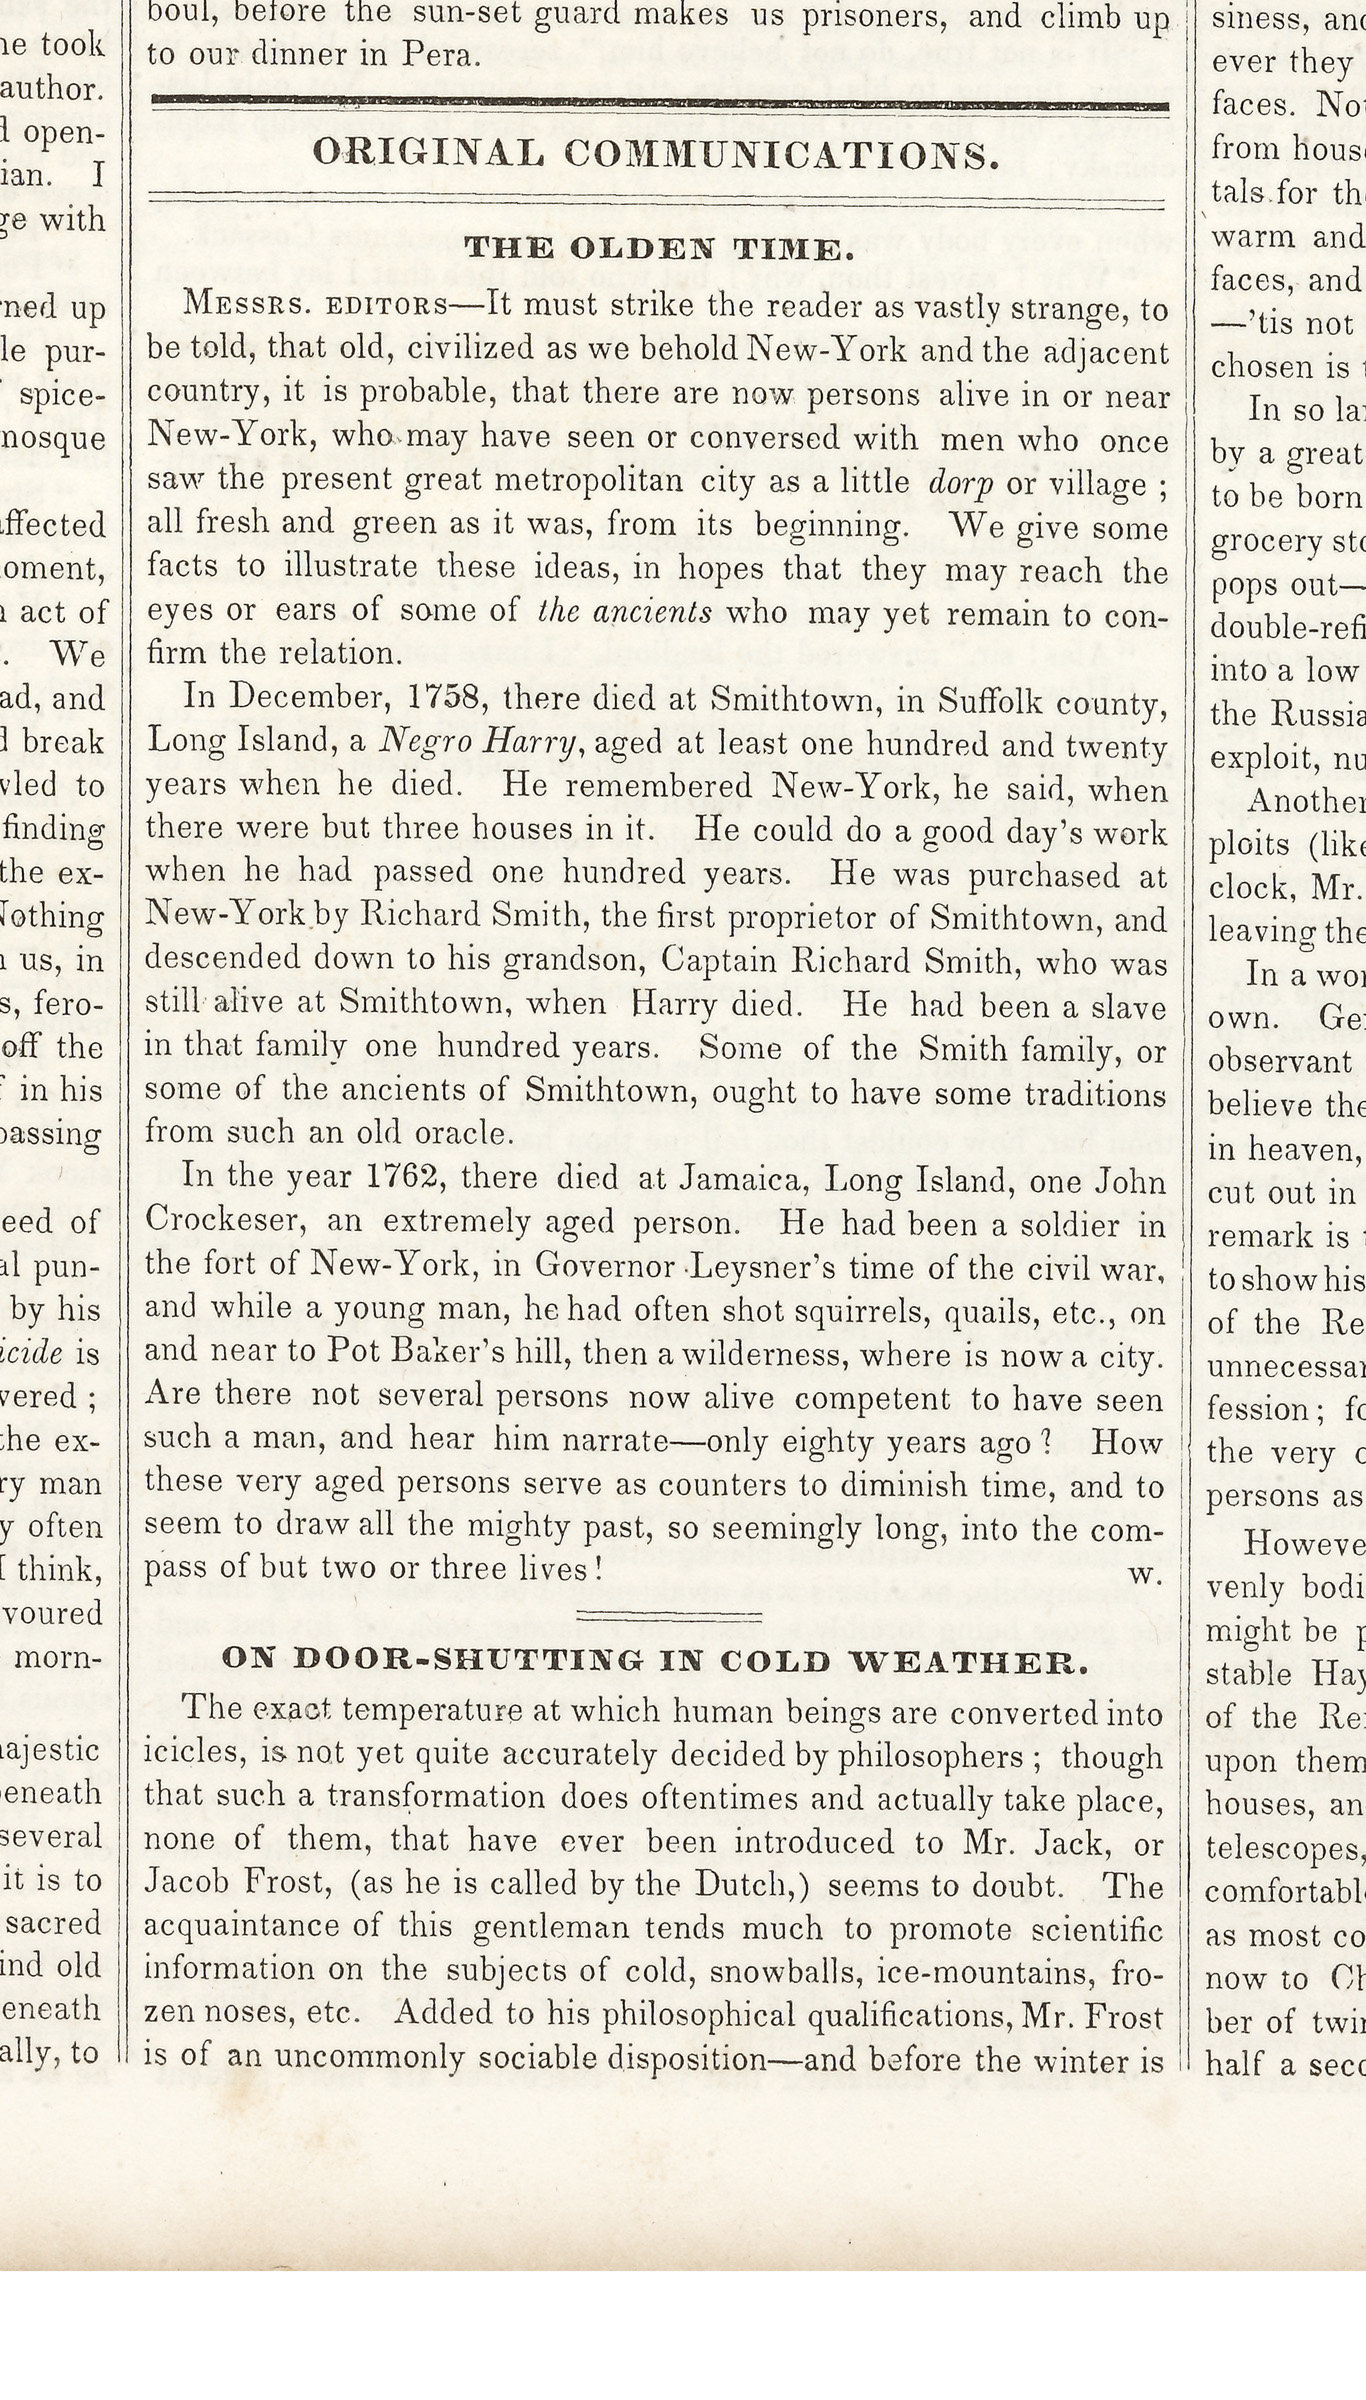 ne took
author.
d open-
ian. I
ge with
rned up
le pur-
spice-
nosque
affected
oment,
act of
. We
ad, and
d break
wled to
finding
the ex-
Nothing
us, in
s, fero-
off the
in his
passing
eed of
al pun-
by his
icide is
vered ;
the ex-
ry man
y often
I think,
voured
morn-
ajestic
eneath
several
it is to
sacred
ind old
eneath
ally, to
boul, before the sun-set guard makes us prisoners, and climb up
to our dinner in Pera.
ORIGINAL COMMUNICATIONS.
THE OLDEN TIME.
MESSRS. EDITORS—It must strike the reader as vastly strange, to
be told, that old, civilized as we behold New-York and the adjacent
country, it is probable, that there are now persons alive in or near
New-York, who may have seen or conversed with men who once
saw the present great metropolitan city as a little dorp or village ;
all fresh and green as it was, from its beginning. We give some
facts to illustrate these ideas, in hopes that they may reach the
eyes or ears of some of the ancients who may yet remain to con-
firm the relation.
In December, 1758, there died at Smithtown, in Suffolk county,
Long Island, a Negro Harry, aged at least one hundred and twenty
years when he died. He remembered New-York, he said, when
there were but three houses in it. He could do a good day's work
when he had passed one hundred years. He was purchased at
New-York by Richard Smith, the first proprietor of Smithtown, and
descended down to his grandson, Captain Richard Smith, who was
still alive at Smithtown, when Harry died. He had been a slave
in that family one hundred years. Some of the Smith family, or
some of the ancients of Smithtown, ought to have some traditions
from such an old oracle.
In the year 1762, there died at Jamaica, Long Island, one John
Crockeser, an extremely aged person. He had been a soldier in
the fort of New-York, in Governor Leysner's time of the civil war,
and while a young man, he had often shot squirrels, quails, etc., on
and near to Pot Baker's hill, then a wilderness, where is now a city.
Are there not several persons now alive competent to have seen
such a man, and hear him narrate—only eighty years ago ? How
these very aged persons serve as counters to diminish time, and to
seem to draw all the mighty past, so seemingly long, into the com-
pass of but two or three lives ! W.
ON DOOR-SHUTTING IN COLD WEATHER.
The exact temperature at which human beings are converted into
icicles, is not yet quite accurately decided by philosophers ; though
that such a transformation does oftentimes and actually take place,
none of them, that have ever been introduced to Mr. Jack, or
Jacob Frost, (as he is called by the Dutch,) seems to doubt. The
acquaintance of this gentleman tends much to promote scientific
information on the subjects of cold, snowballs, ice-mountains, fro-
zen noses, etc. Added to his philosophical qualifications, Mr. Frost
is of an uncommonly sociable disposition—and before the winter is
siness, and
ever they
faces. Not
from house
tals for th
warm and
faces, and
—'tis not
chosen is t
In so lar
by a great
to be born
grocery sto
pops out—
double-refi
into a low
the Russia
exploit, nu
Another
ploits (like
clock, Mr.
leaving the
In a wor
own. Ge
observant
believe the
in heaven,
cut out in
remark is
to show his
of the Re
unnecessar
fession ; fo
the very c
persons as
Howeve
venly bodi
might be p
stable Hay
of the Re
upon them
houses, an
telescopes,
comfortabl
as most co
now to Ch
ber of twi
half a seco